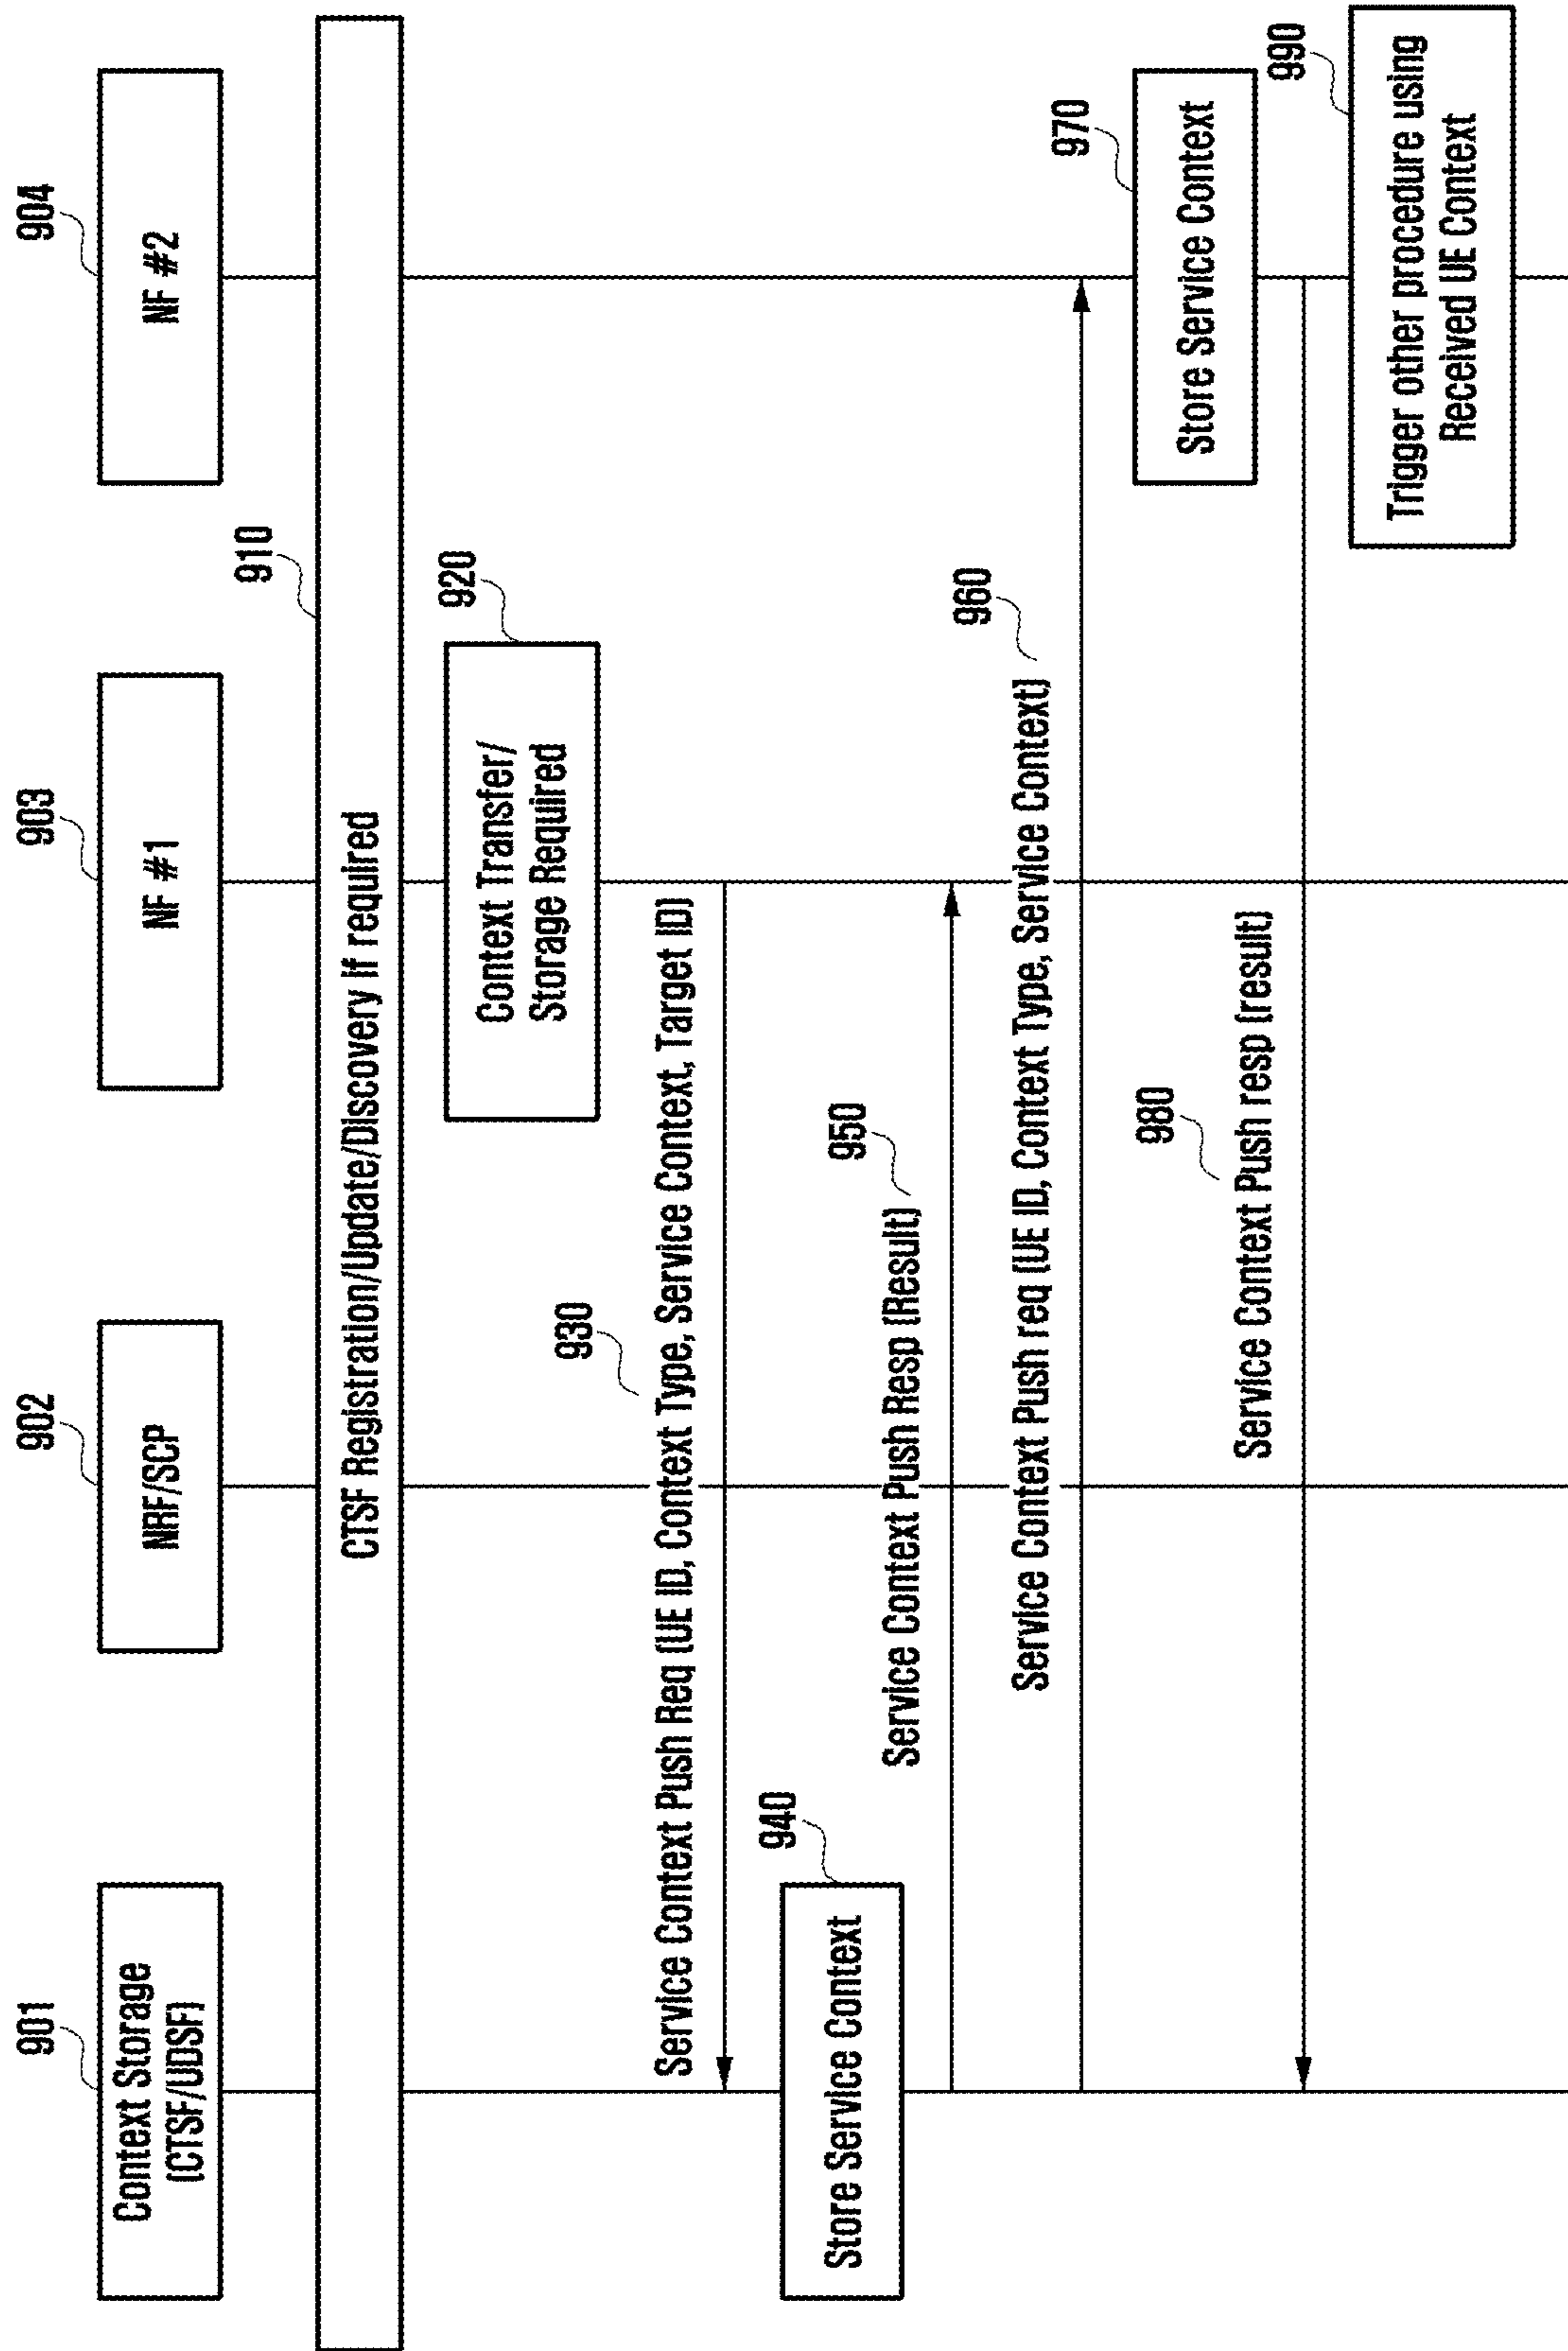 901
Context Storage
(CTSF/UDSF)
902
NRF/SCP
903
NF #1
904
NF #2
910
CTSF Registration/Update/Discovery if required
920
Context Transfer/
Storage Required
930
Service Context Push Req (UE ID, Context Type, Service Context, Target ID)
940
Store Service Context
950
Service Context Push Resp (Result)
960
Service Context Push req (UE ID, Context Type, Service Context)
970
Store Service Context
980
Service Context Push resp (result)
990
Trigger other procedure using
Received UE Context